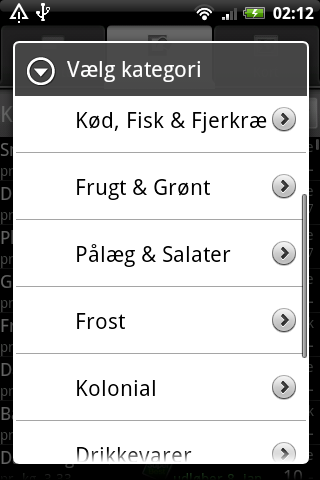 02:12
Vælg kategori
Kød, Fisk & Fjerkræ
Frugt & Grønt
Pålæg & Salater
Frost
Kolonial
Drikkevarer